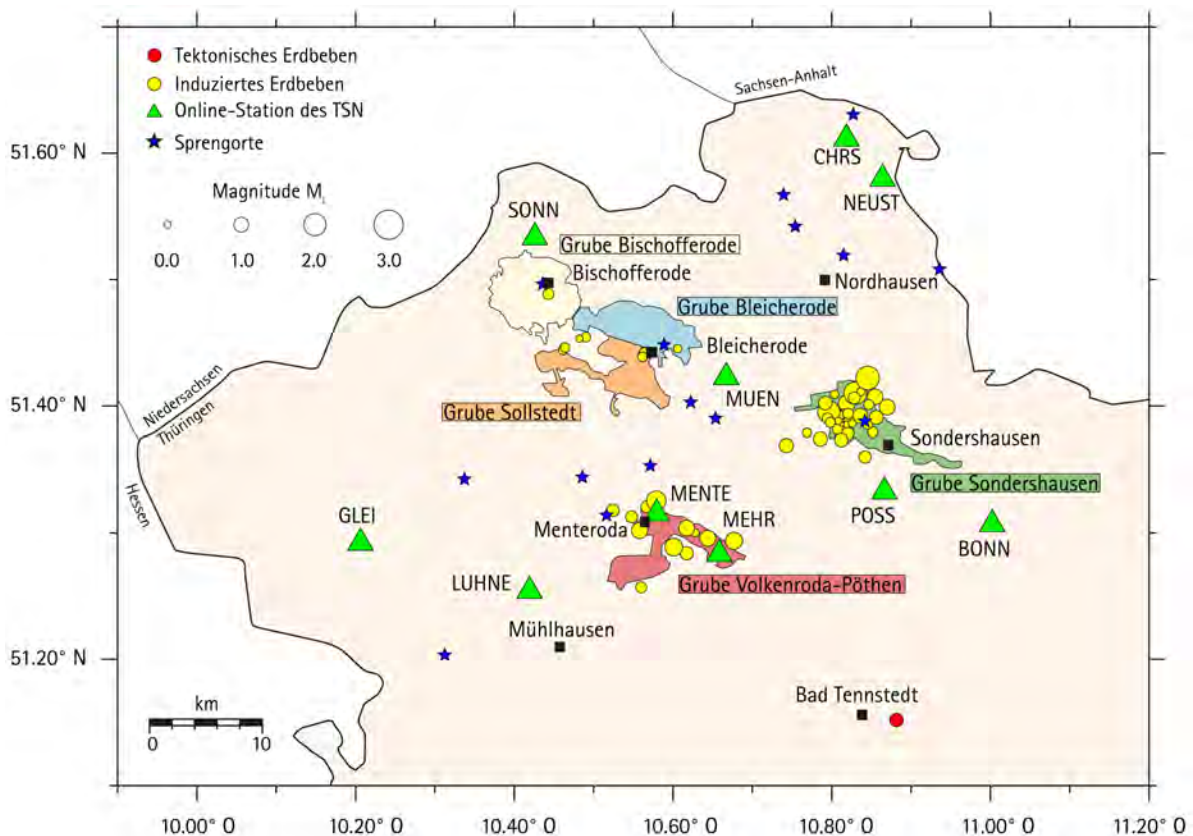 Tektonisches Erdbeben
Induziertes Erdbeben
Online-Station des TSN
Sprengorte
Magnitude ML
0.0 1.0 2.0 3.0
Sachsen-Anhalt
51.60° N
CHRS
NEUST
SONN
Grube Bischofferode
Bischofferode
Nordhausen
Grube Bleicherode
Bleicherode
MUEN
51.40° N
Niedersachsen
Thüringen
Hessen
Grube Sollstedt
Sondershausen
Grube Sondershausen
MENTE
MEHR
POSS
BONN
GLEI
Menteroda
LUHNE
Grube Volkenroda-Pöthen
Mühlhausen
51.20° N
Bad Tennstedt
km
0 10
10.00° O 10.20° O 10.40° O 10.60° O 10.80° O 11.00° O 11.20° O